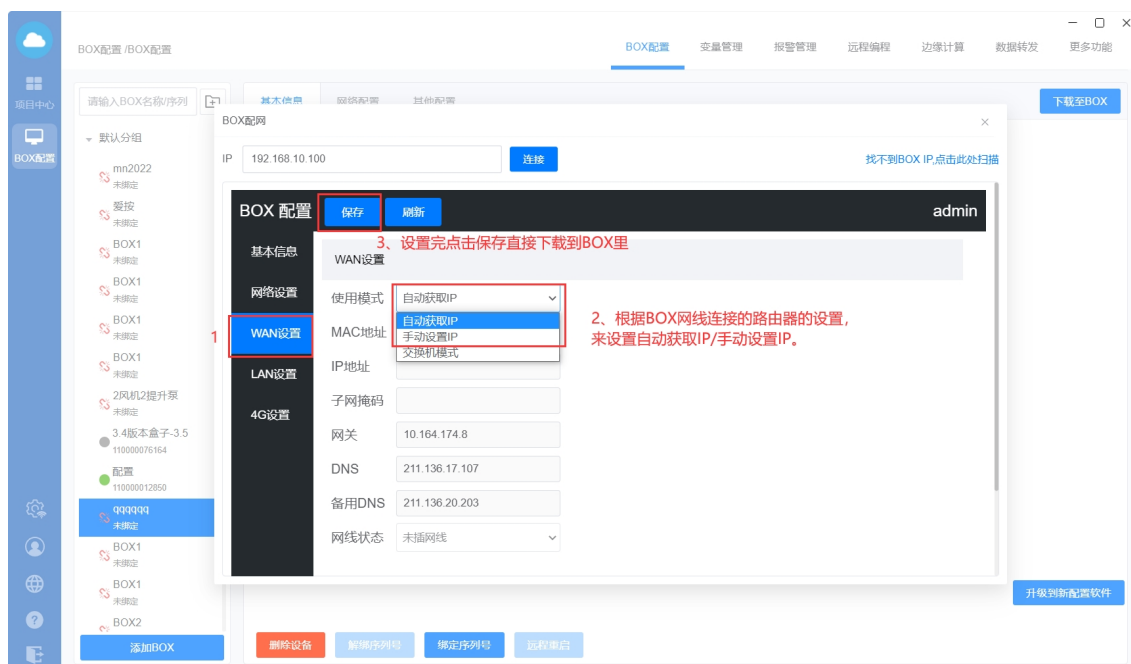 BOX配置 /BOX配置
BOX配置
变量管理
报警管理
远程编程
边缘计算
数据转发
更多功能
项目中心
BOX配置
请输入BOX名称/序列
基本信息
网络配置
其他配置
下载至BOX
默认分组
mn2022
未绑定
爱按
未绑定
BOX1
未绑定
BOX1
未绑定
BOX1
未绑定
BOX1
未绑定
2风机2提升泵
未绑定
3.4版本盒子-3.5
110000076164
配置
110000012850
qqqqqq
未绑定
BOX1
未绑定
BOX1
未绑定
BOX2
添加BOX
BOX配网
IP
192.168.10.100
连接
找不到BOX IP,点击此处扫描
BOX 配置
保存
刷新
admin
3、设置完点击保存直接下载到BOX里
基本信息
网络设置
1
WAN设置
LAN设置
4G设置
WAN设置
使用模式
自动获取IP
自动获取IP
手动设置IP
交换机模式
2、根据BOX网线连接的路由器的设置，
来设置自动获取IP/手动设置IP。
MAC地址
IP地址
子网掩码
网关
10.164.174.8
DNS
211.136.17.107
备用DNS
211.136.20.203
网线状态
未插网线
升级到新配置软件
删除设备
解绑序列号
绑定序列号
远程重启